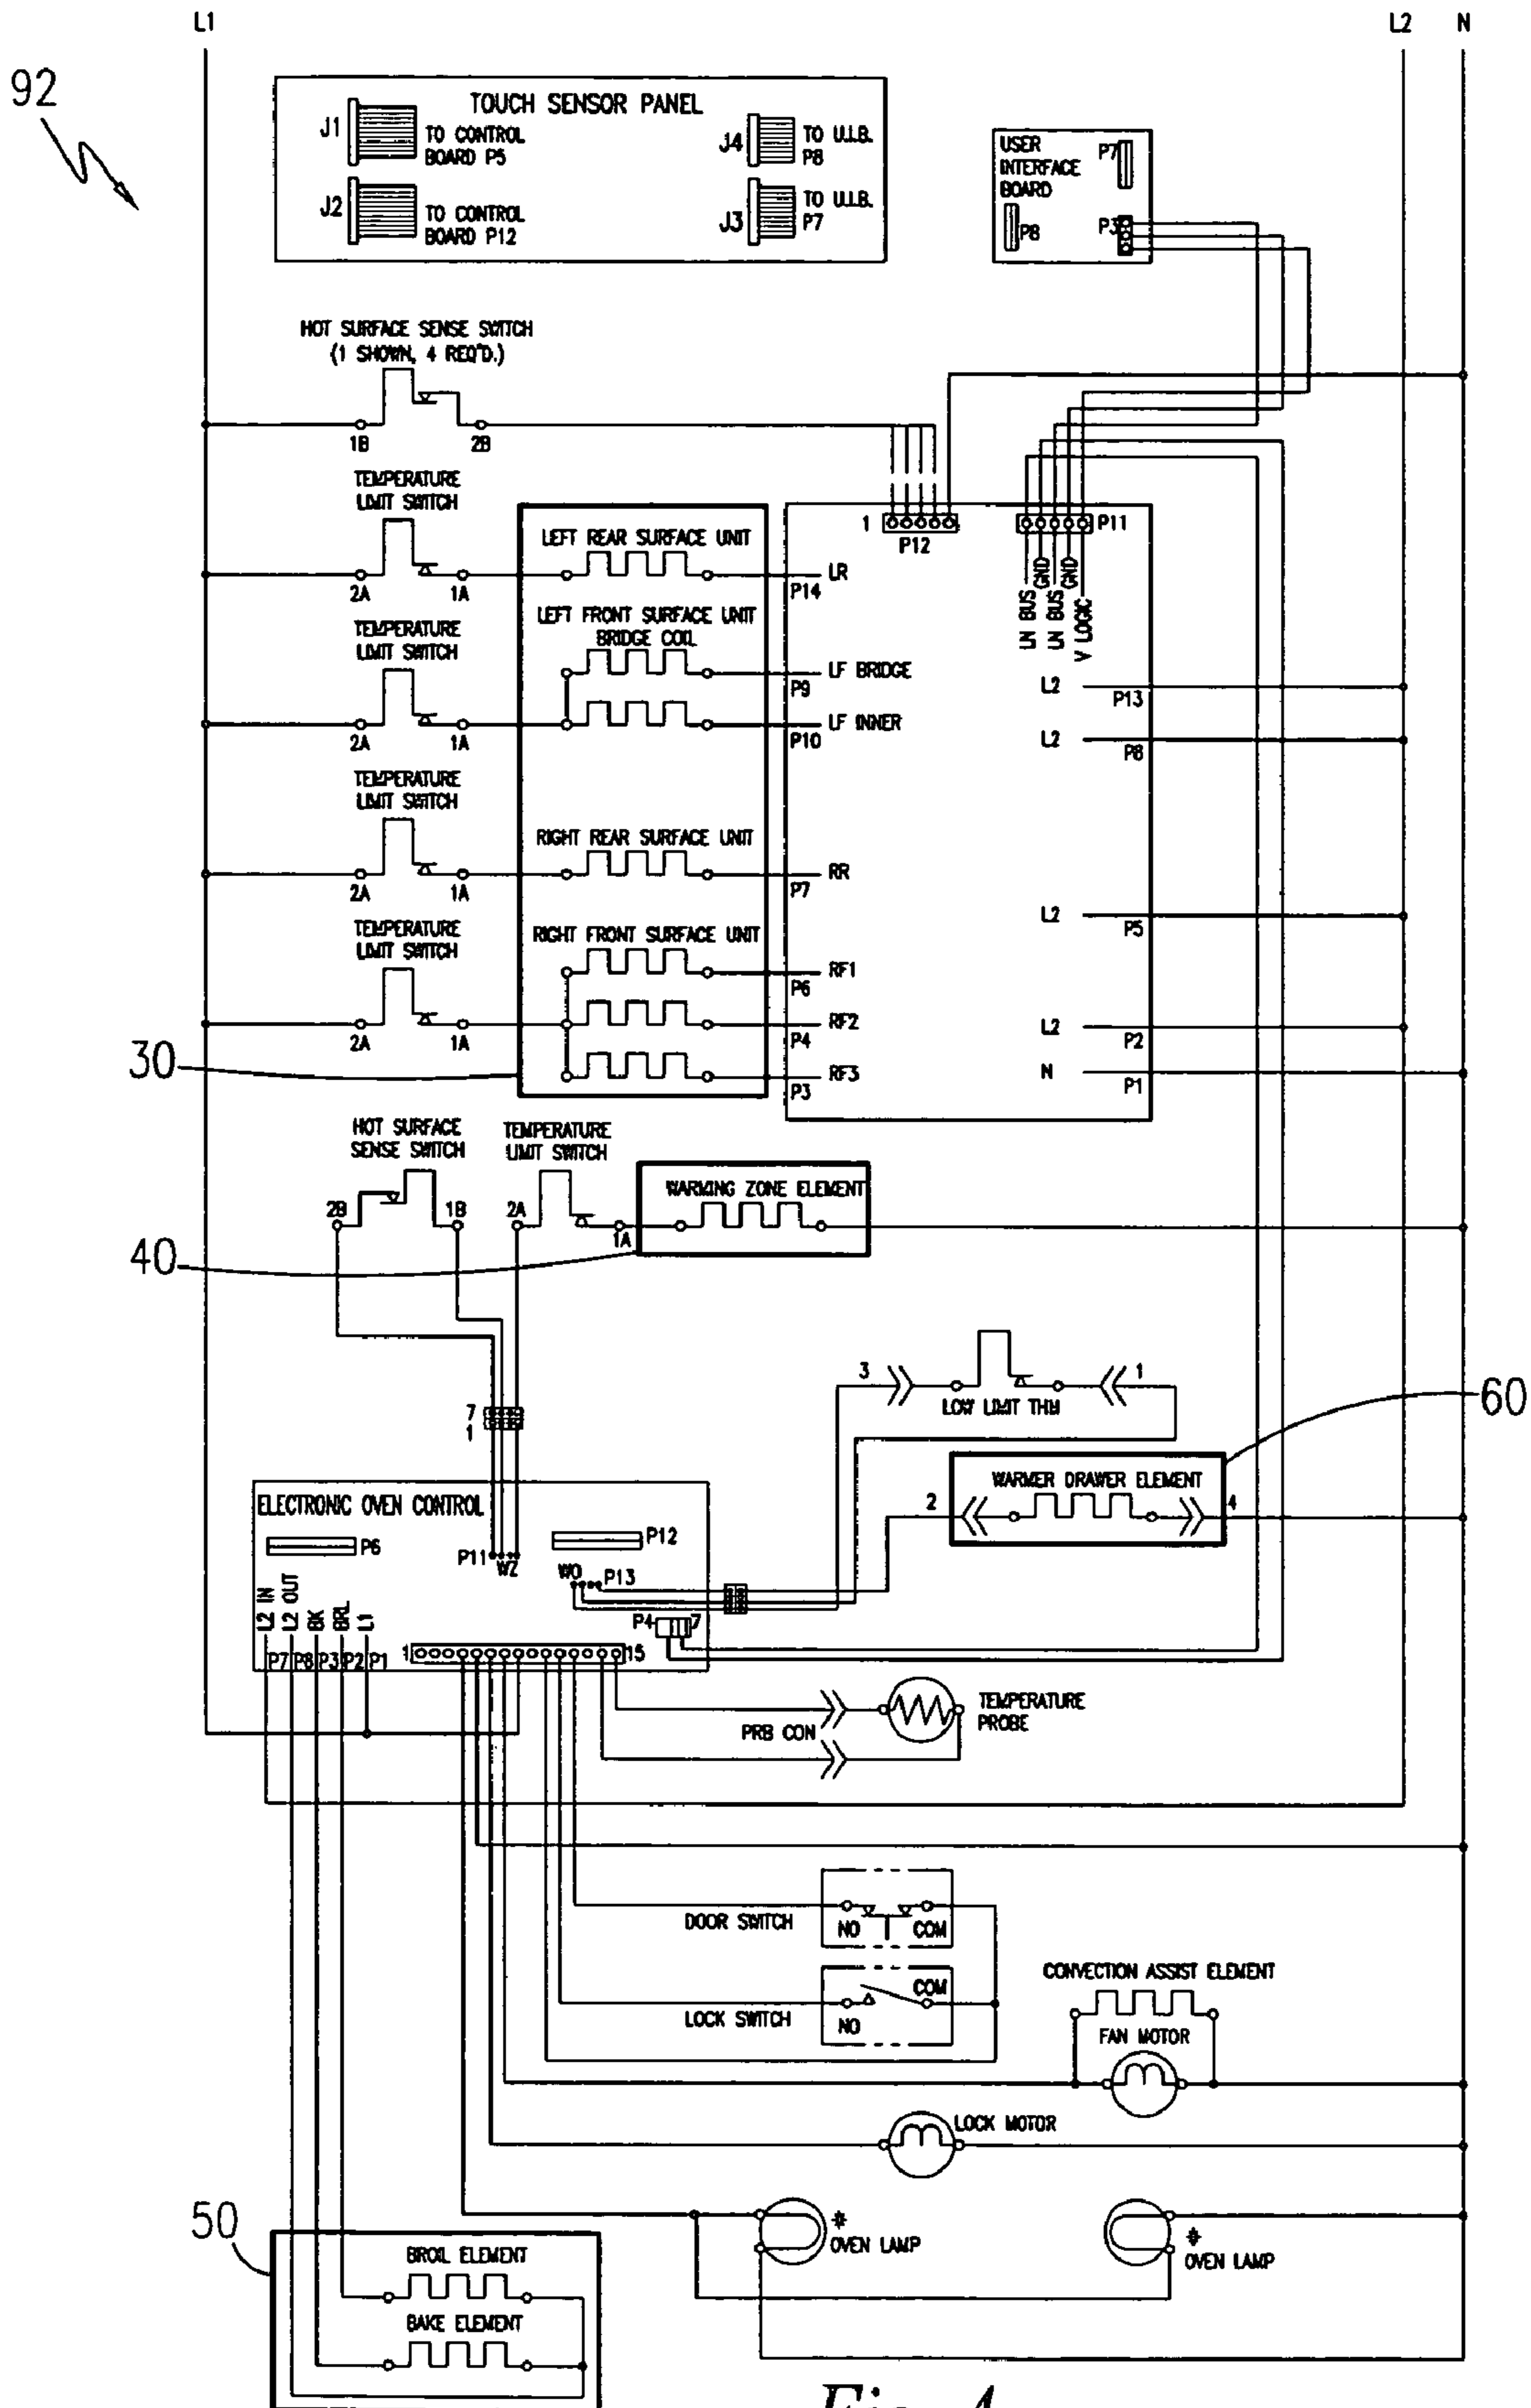 L1
L2 N
92
TOUCH SENSOR PANEL
J1
TO CONTROL
BOARD P5
J4
TO U.I.B.
P8
J2
TO CONTROL
BOARD P12
J3
TO U.I.B.
P7
USER
INTERFACE
BOARD
P7
P8
P3
HOT SURFACE SENSE SWITCH
(1 SHOWN, 4 REQ'D.)
1B
2B
TEMPERATURE
LIMIT SWITCH
2A
1A
LEFT REAR SURFACE UNIT
P14
LR
1
P12
P11
LN BUS
GND
LN BUS
GND
V LOGIC
TEMPERATURE
LIMIT SWITCH
2A
1A
LEFT FRONT SURFACE UNIT
BRIDGE COIL
LF BRIDGE
P9
LF INNER
P10
L2
P13
L2
P8
TEMPERATURE
LIMIT SWITCH
2A
1A
RIGHT REAR SURFACE UNIT
RR
P7
L2
P5
TEMPERATURE
LIMIT SWITCH
2A
1A
RIGHT FRONT SURFACE UNIT
RF1
P6
RF2
P4
RF3
P3
L2
P2
N
P1
30
HOT SURFACE
SENSE SWITCH
2B
1B
TEMPERATURE
LIMIT SWITCH
2A
1A
WARMING ZONE ELEMENT
40
7
1
3
1
LOW LIMIT THM
60
WARMER DRAWER ELEMENT
2
4
ELECTRONIC OVEN CONTROL
P6
P11
WZ
P12
WD
P13
P4
7
L2 IN
L2 OUT
BK
BRL
L1
P7
P8
P3
P2
P1
1
15
PRB CON
TEMPERATURE
PROBE
DOOR SWITCH
NO
COM
LOCK SWITCH
COM
NO
CONVECTION ASSIST ELEMENT
FAN MOTOR
LOCK MOTOR
*
OVEN LAMP
*
OVEN LAMP
50
BROIL ELEMENT
BAKE ELEMENT